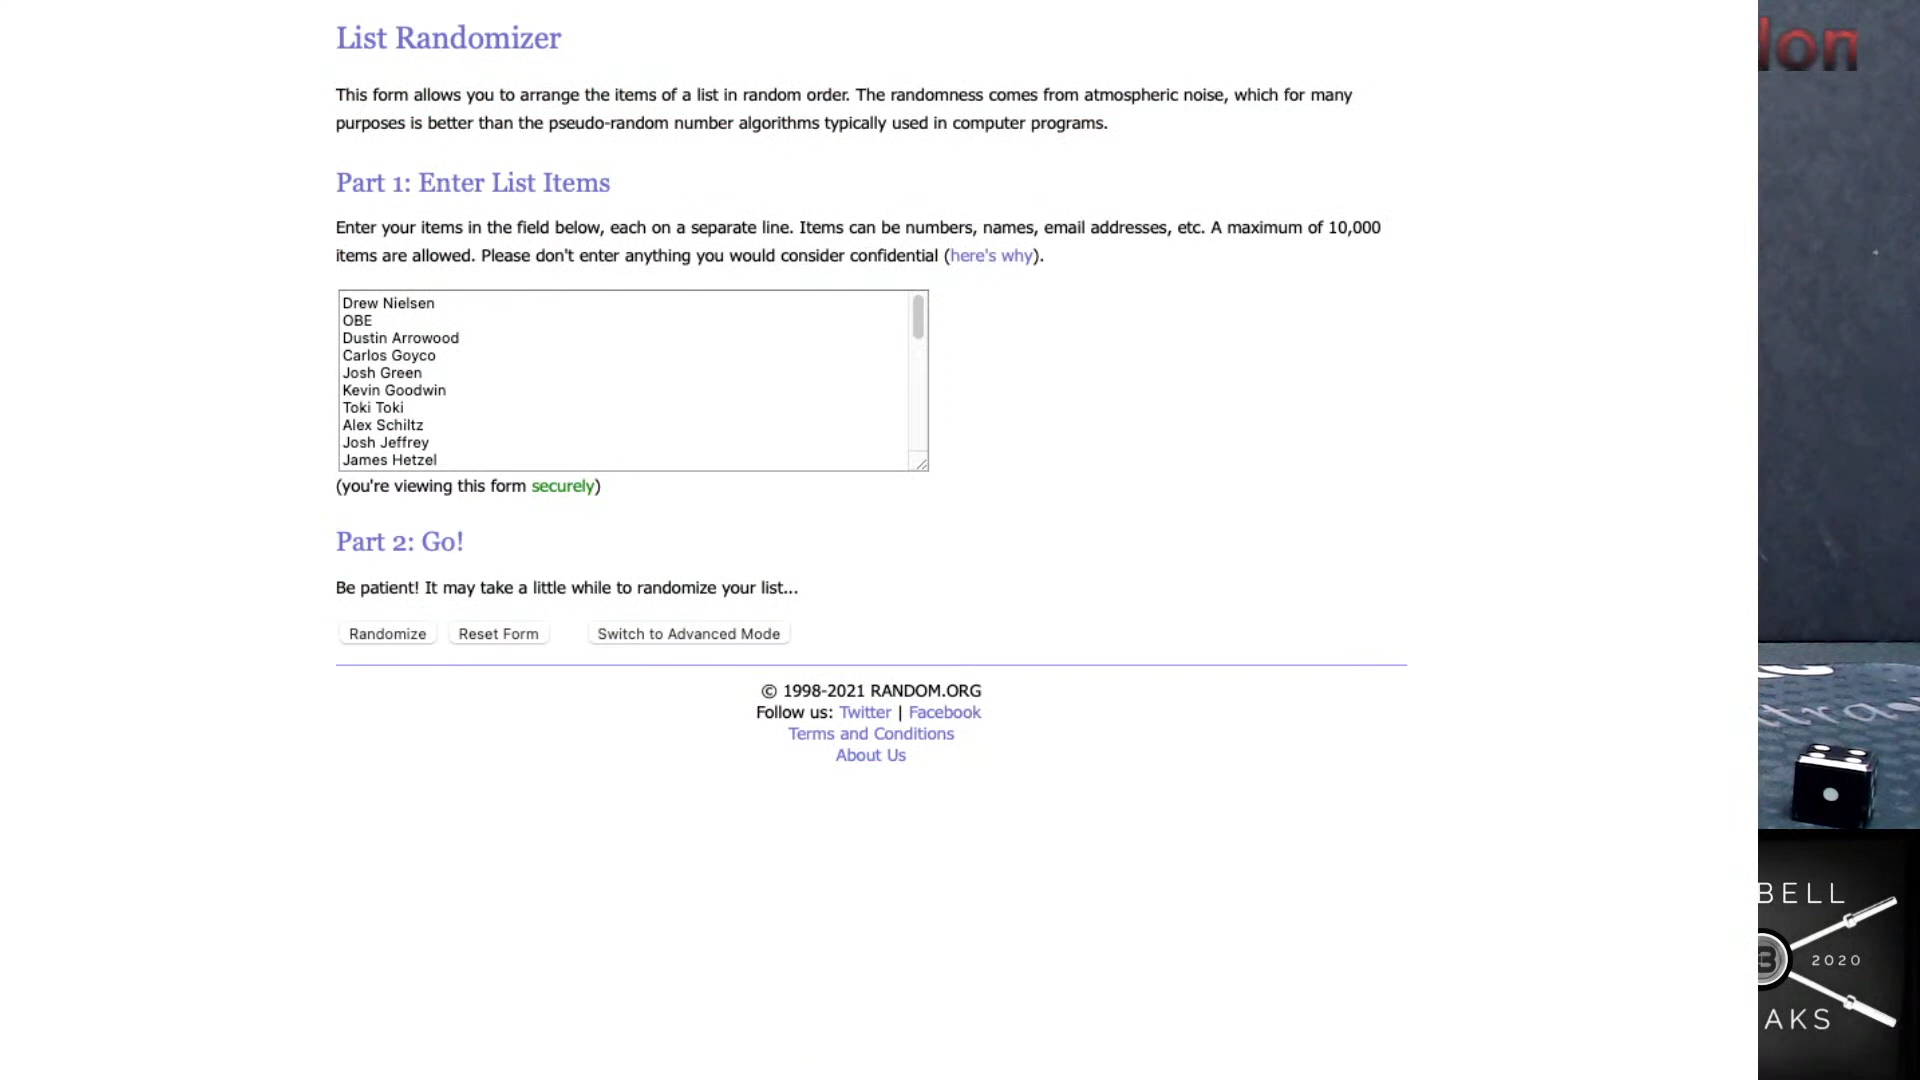 List Randomizer
This form allows you to arrange the items of a list in random order. The randomness comes from atmospheric noise, which for many
purposes is better than the pseudo-random number algorithms typically used in computer programs.
Part 1: Enter List Items
Enter your items in the field below, each on a separate line. Items can be numbers, names, email addresses, etc. A maximum of 10,000
items are allowed. Please don't enter anything you would consider confidential (here's why).
Drew Nielsen
OBE
Dustin Arrowood
Carlos Goyco
Josh Green
Kevin Goodwin
Toki Toki
Alex Schiltz
Josh Jeffrey
James Hetzel
(you're viewing this form securely)
Part 2: Go!
Be patient! It may take a little while to randomize your list...
Randomize Reset Form Switch to Advanced Mode
© 1998-2021 RANDOM.ORG
Follow us: Twitter | Facebook
Terms and Conditions
About Us
BELL
2020
AKS